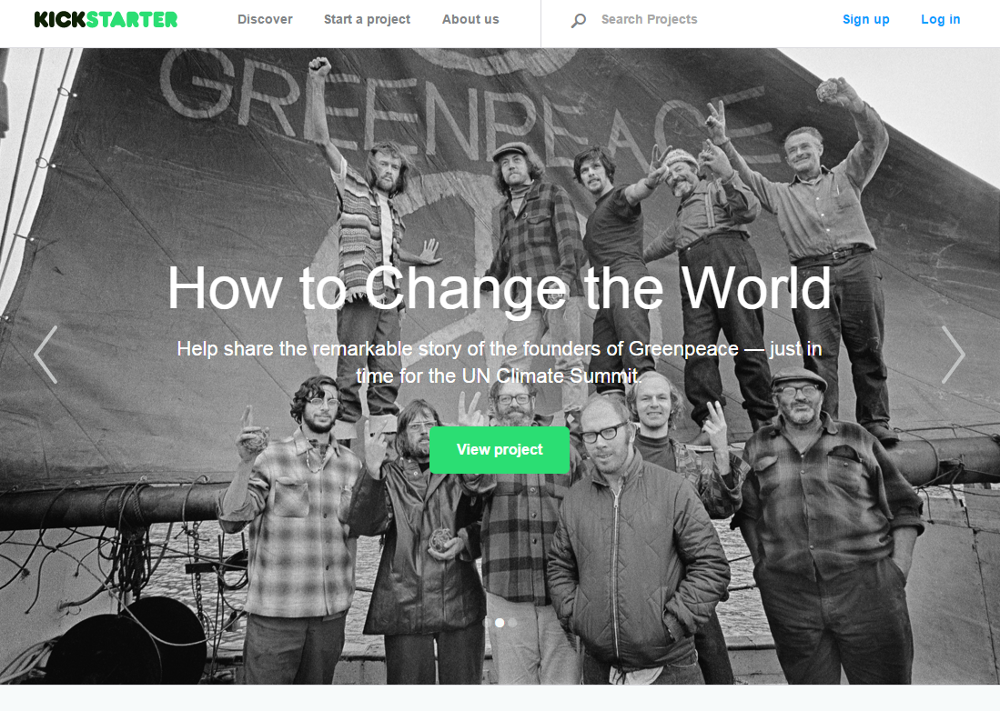 KICKSTARTER
Discover
Start a project
About us
Search Projects
Sign up
Log in
GREENPEACE
How to Change the World
Help share the remarkable story of the founders of Greenpeace — just in
time for the UN Climate Summit.
View project